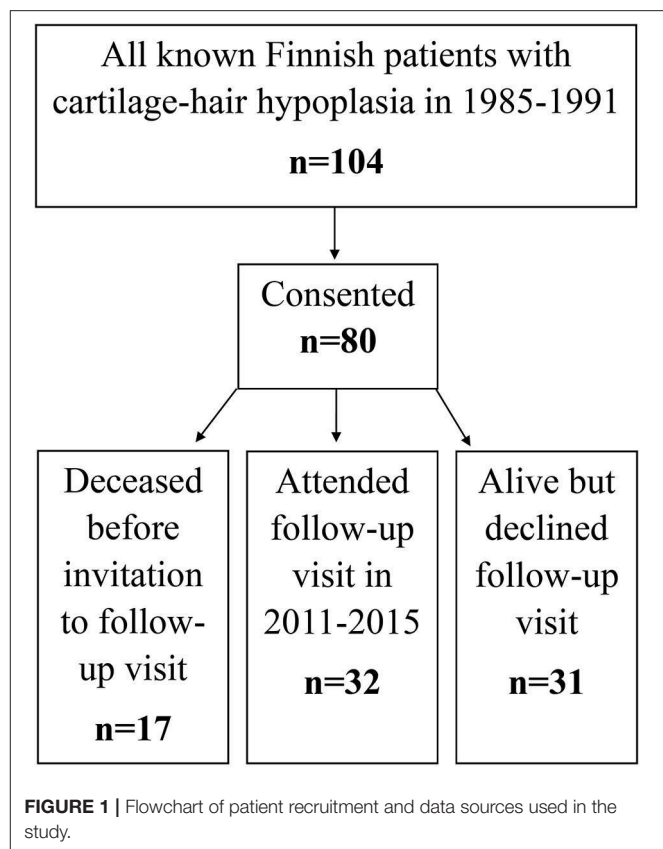 All known Finnish patients with
cartilage-hair hypoplasia in 1985-1991
n=104
Consented
n=80
Deceased
before
invitation
to follow-
up visit
n=17
Attended
follow-up
visit in
2011-2015
n=32
Alive but
declined
follow-up
visit
n=31
FIGURE 1 | Flowchart of patient recruitment and data sources used in the
study.